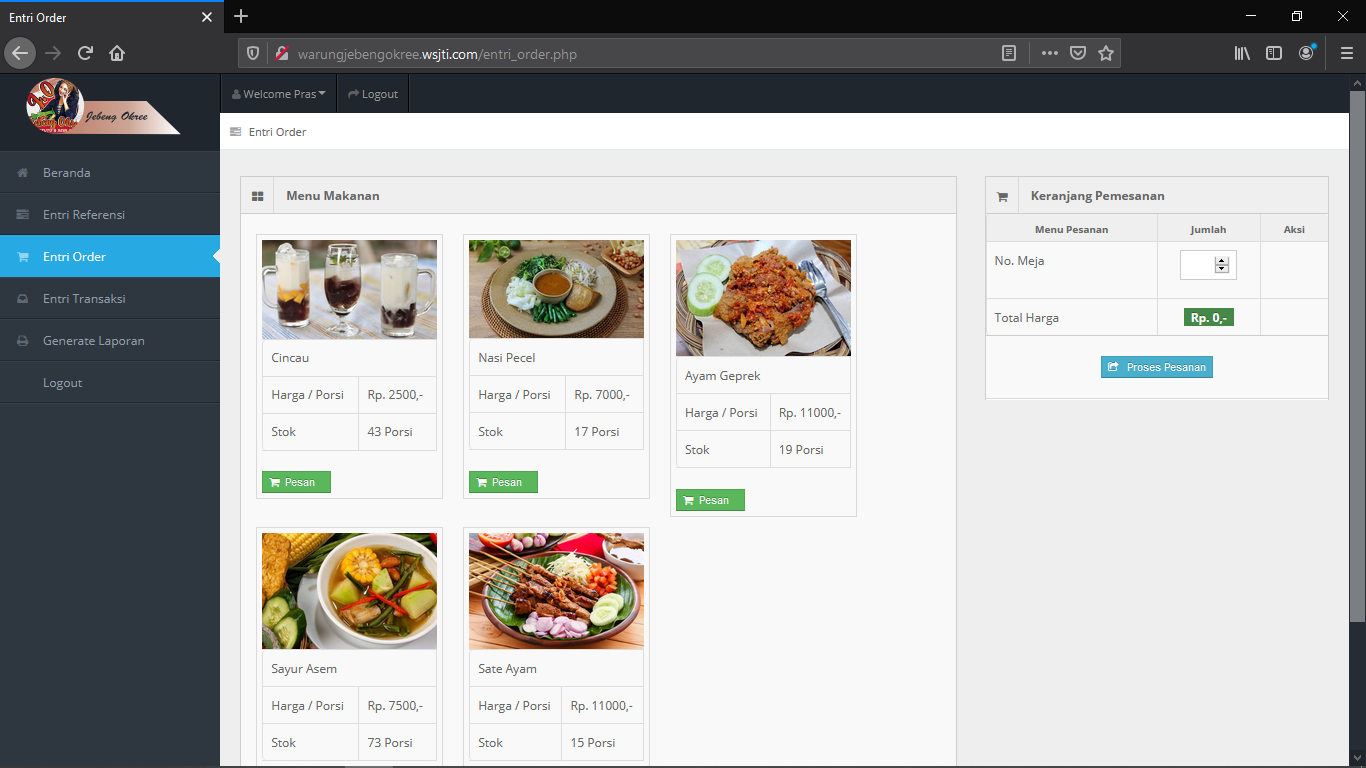 Entri Order
warungjebengokree.wsjti.com/entri_order.php
Jebeng Okree
Welcome Pras
Logout
Entri Order
Beranda
Entri Referensi
Entri Order
Entri Transaksi
Generate Laporan
Logout
Menu Makanan
Cincau
Harga / Porsi Rp. 2500,-
Stok 43 Porsi
Pesan
Nasi Pecel
Harga / Porsi Rp. 7000,-
Stok 17 Porsi
Pesan
Ayam Geprek
Harga / Porsi Rp. 11000,-
Stok 19 Porsi
Pesan
Sayur Asem
Harga / Porsi Rp. 7500,-
Stok 73 Porsi
Sate Ayam
Harga / Porsi Rp. 11000,-
Stok 15 Porsi
Keranjang Pemesanan
Menu Pesanan Jumlah Aksi
No. Meja
Total Harga Rp. 0,-
Proses Pesanan